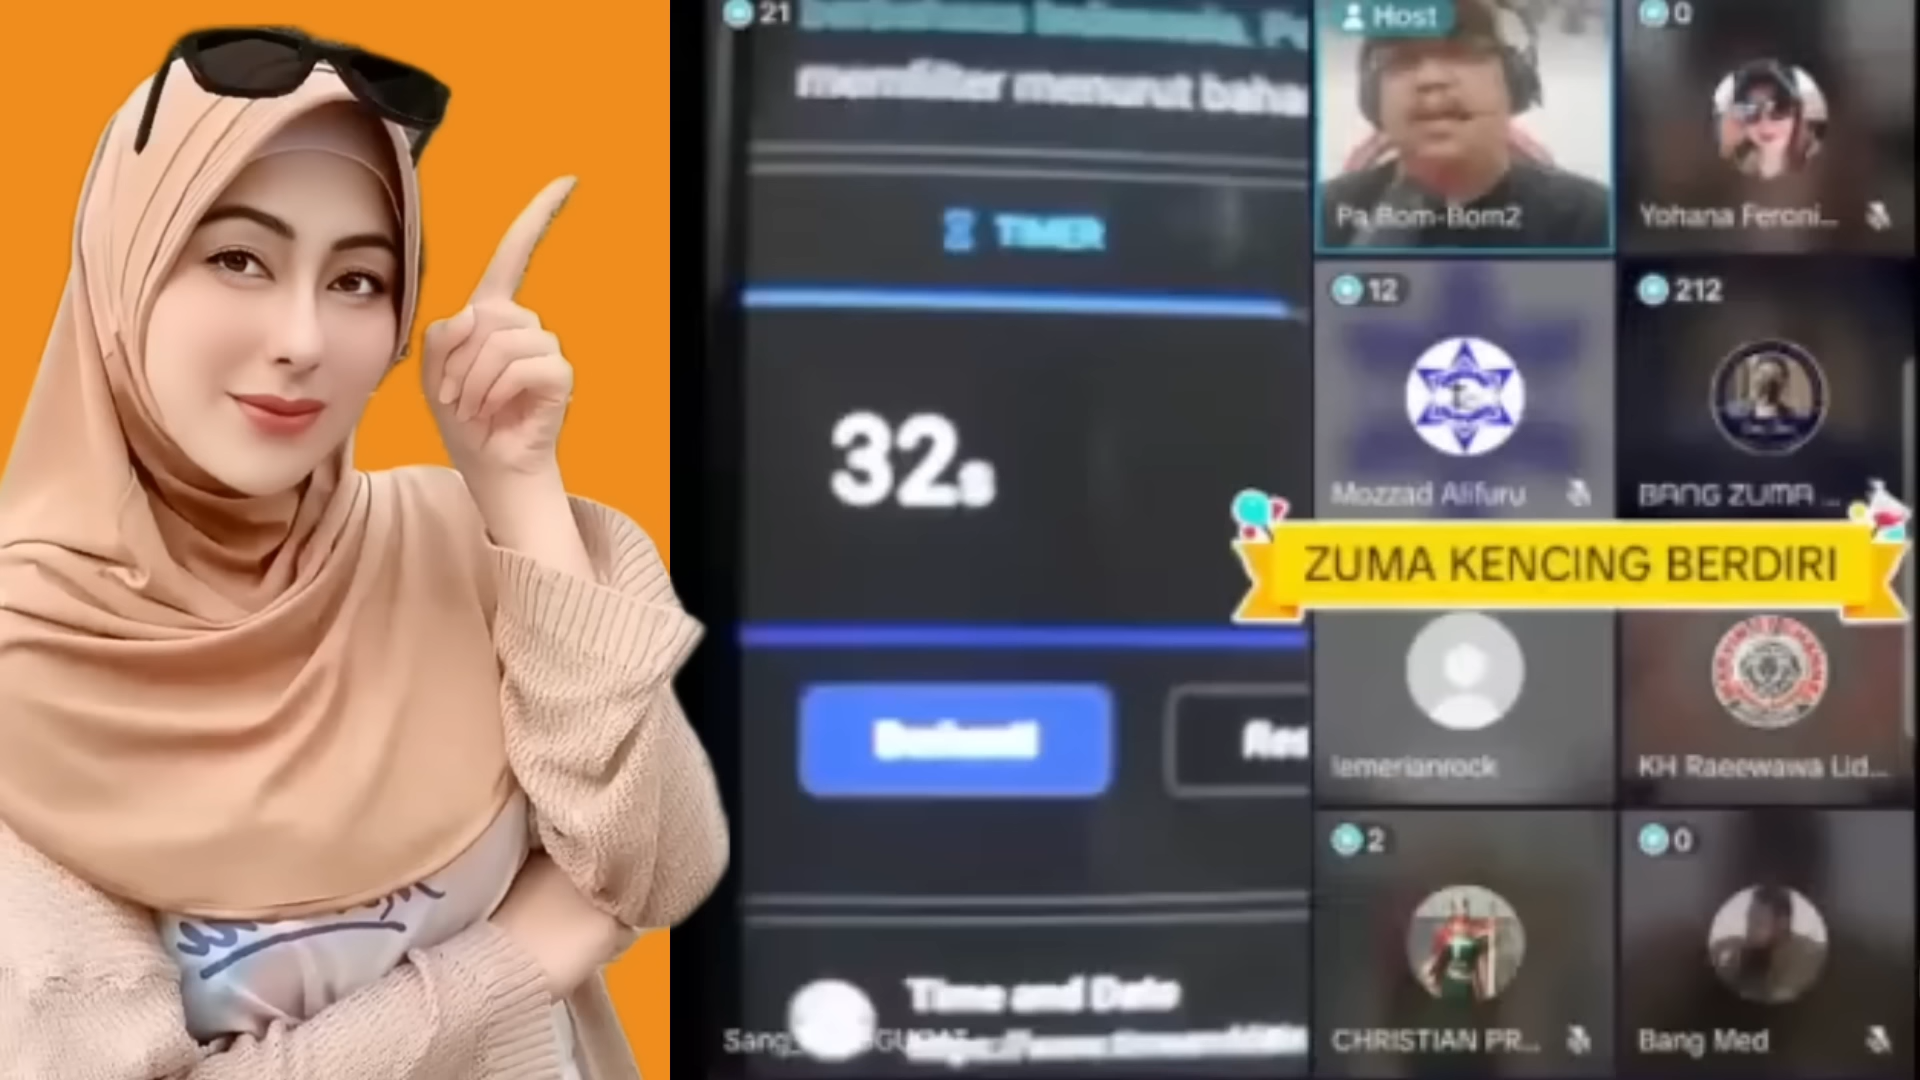 21
memfilter menurut baha
TIMER
32s
Time and Date
Host
Pa Bom-Bom2
0
Yohana Feroni...
12
Mozzad Alifuru
212
BANG ZUMA ...
ZUMA KENCING BERDIRI
lemerianrock
KH Raeewawa Lid...
2
CHRISTIAN PR...
0
Bang Med